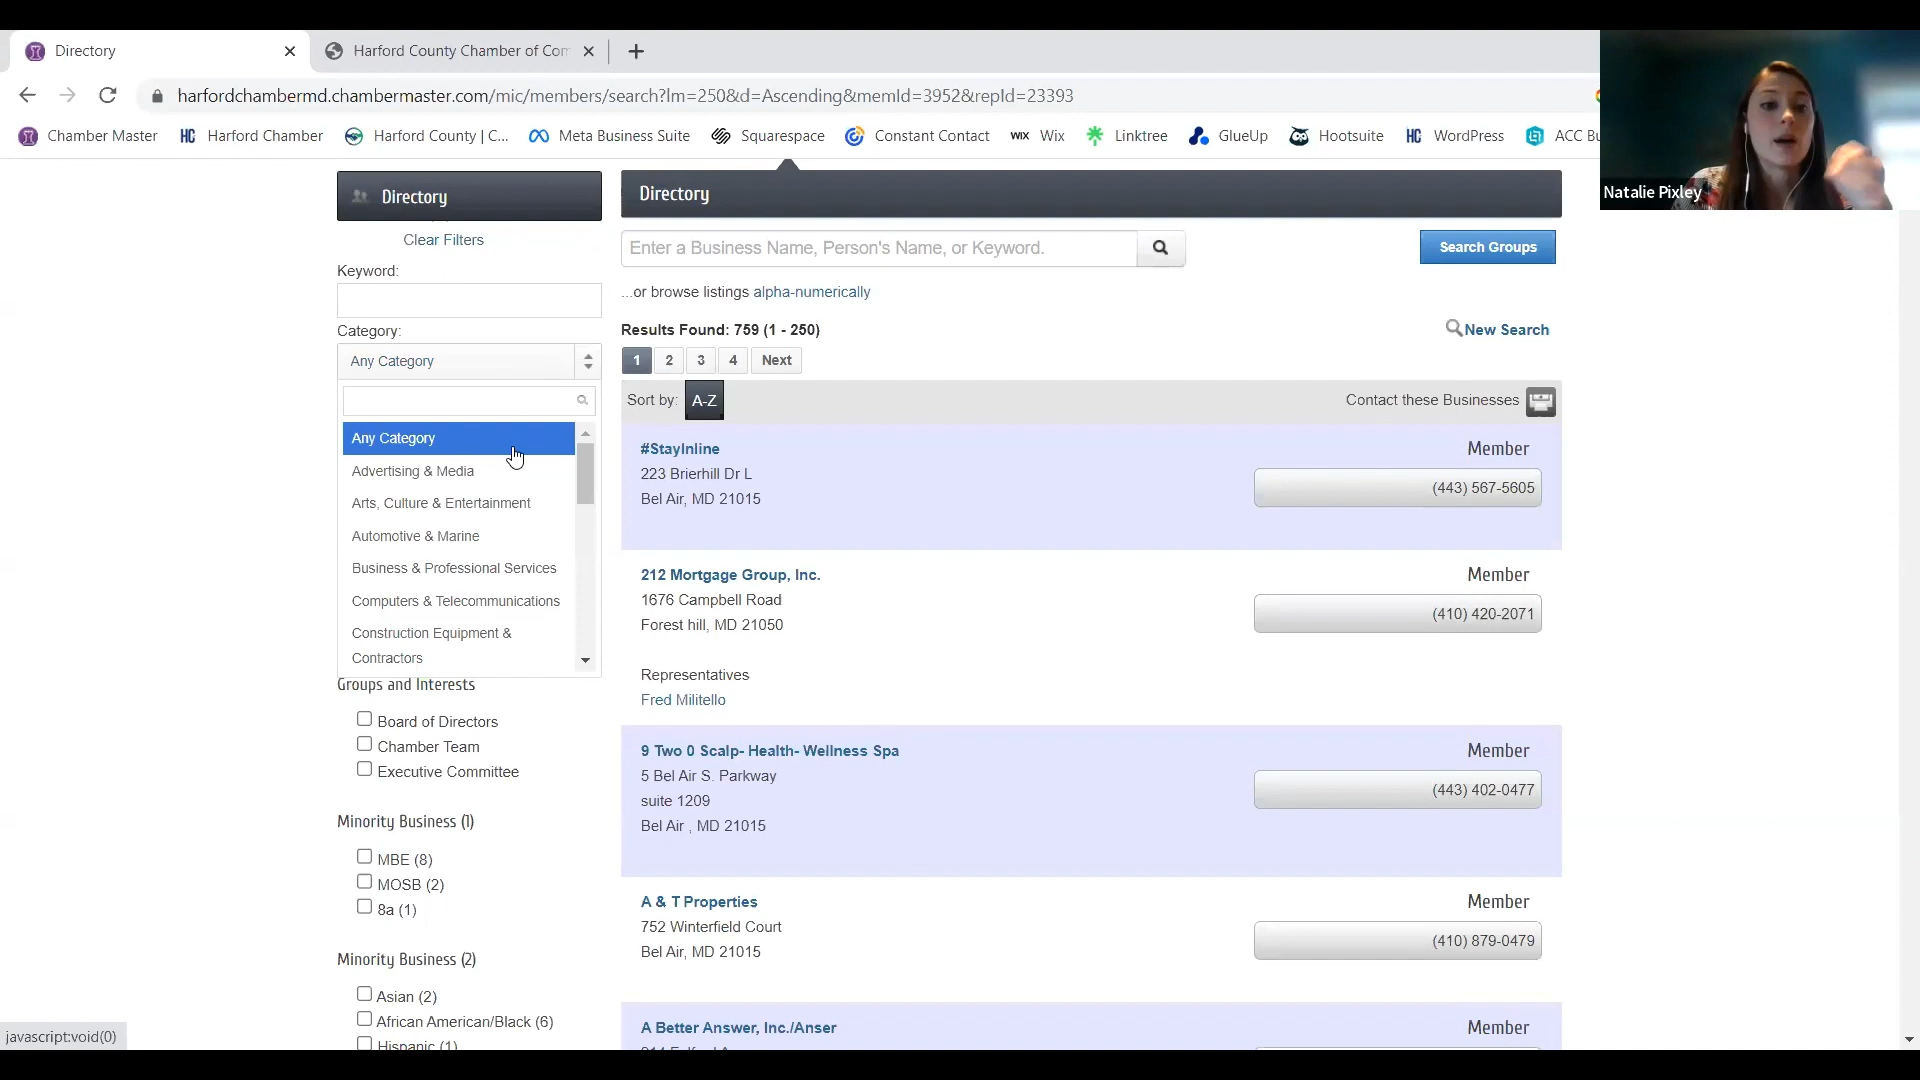 Directory
Harford County Chamber of Com
harfordchambermd.chambermaster.com/mic/members/search?lm=250&d=Ascending&memId=3952&repId=23393
Chamber Master
HC Harford Chamber
Harford County | C...
Meta Business Suite
Squarespace
Constant Contact
WIX Wix
Linktree
GlueUp
Hootsuite
HC WordPress
ACC Bu
Natalie Pixley
Directory
Clear Filters
Keyword:
Category:
Any Category
Any Category
Advertising & Media
Arts, Culture & Entertainment
Automotive & Marine
Business & Professional Services
Computers & Telecommunications
Construction Equipment &
Contractors
Groups and Interests
Board of Directors
Chamber Team
Executive Committee
Minority Business (1)
MBE (8)
MOSB (2)
8a (1)
Minority Business (2)
Asian (2)
African American/Black (6)
Hispanic (1)
javascript:void(0)
Directory
Enter a Business Name, Person's Name, or Keyword.
Search Groups
...or browse listings alpha-numerically
Results Found: 759 (1 - 250)
New Search
1 2 3 4 Next
Sort by: A-Z
Contact these Businesses
#StayInline
Member
223 Brierhill Dr L
(443) 567-5605
Bel Air, MD 21015
212 Mortgage Group, Inc.
Member
1676 Campbell Road
(410) 420-2071
Forest hill, MD 21050
Representatives
Fred Militello
9 Two 0 Scalp- Health- Wellness Spa
Member
5 Bel Air S. Parkway
(443) 402-0477
suite 1209
Bel Air , MD 21015
A & T Properties
Member
752 Winterfield Court
(410) 879-0479
Bel Air, MD 21015
A Better Answer, Inc./Anser
Member